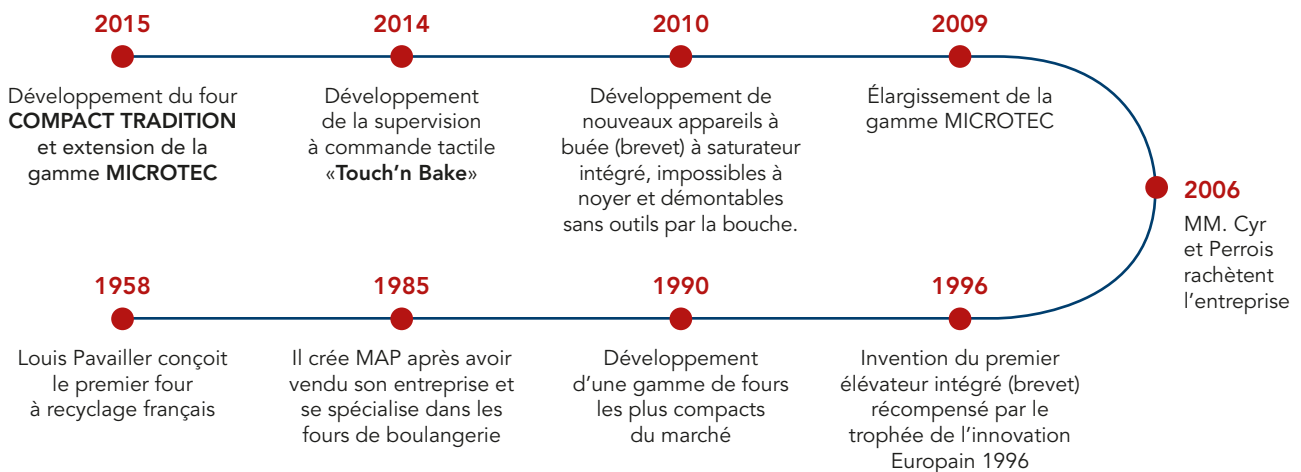 2015
Développement du four
COMPACT TRADITION
et extension de la
gamme MICROTEC
2014
Développement
de la supervision
à commande tactile
«Touch’n Bake»
2010
Développement de
nouveaux appareils à
buée (brevet) à saturateur
intégré, impossibles à
noyer et démontables
sans outils par la bouche.
2009
Élargissement de la
gamme MICROTEC
2006
MM. Cyr
et Perrois
rachètent
l’entreprise
1958
Louis Pavailler conçoit
le premier four
à recyclage français
1985
Il crée MAP après avoir
vendu son entreprise et
se spécialise dans les
fours de boulangerie
1990
Développement
d’une gamme de fours
les plus compacts
du marché
1996
Invention du premier
élévateur intégré (brevet)
récompensé par le
trophée de l’innovation
Europain 1996